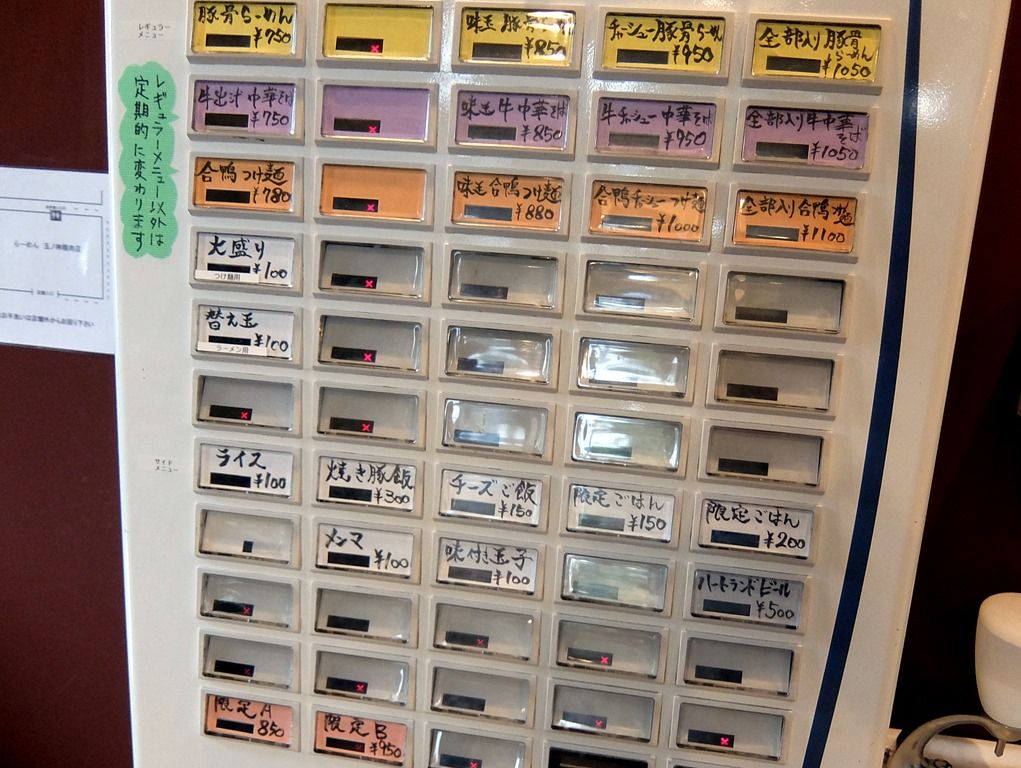 レギュラー
メニュー
豚骨らーめん
¥750
味玉豚骨らーめん
¥850
チャーシュー豚骨らーめん
¥950
全部入り豚骨
らーめん
¥1050
レギュラーメニュー以外は
定期的に変わります
牛出汁中華そば
¥750
味玉牛中華そば
¥850
牛チャーシュー中華そば
¥950
全部入り牛中華
そば
¥1050
合鴨つけ麺
¥780
味玉合鴨つけ麺
¥880
合鴨チャーシューつけ麺
¥1000
全部入り合鴨
¥1100
大盛り
¥100
つけ麺用
替え玉
¥100
ラーメン用
サイド
メニュー
ライス
¥100
焼き豚飯
¥300
チーズご飯
¥150
限定ごはん
¥150
限定ごはん
¥200
メンマ
¥100
味付き玉子
¥100
ハートランドビール
¥500
限定A
850
限定B
¥950